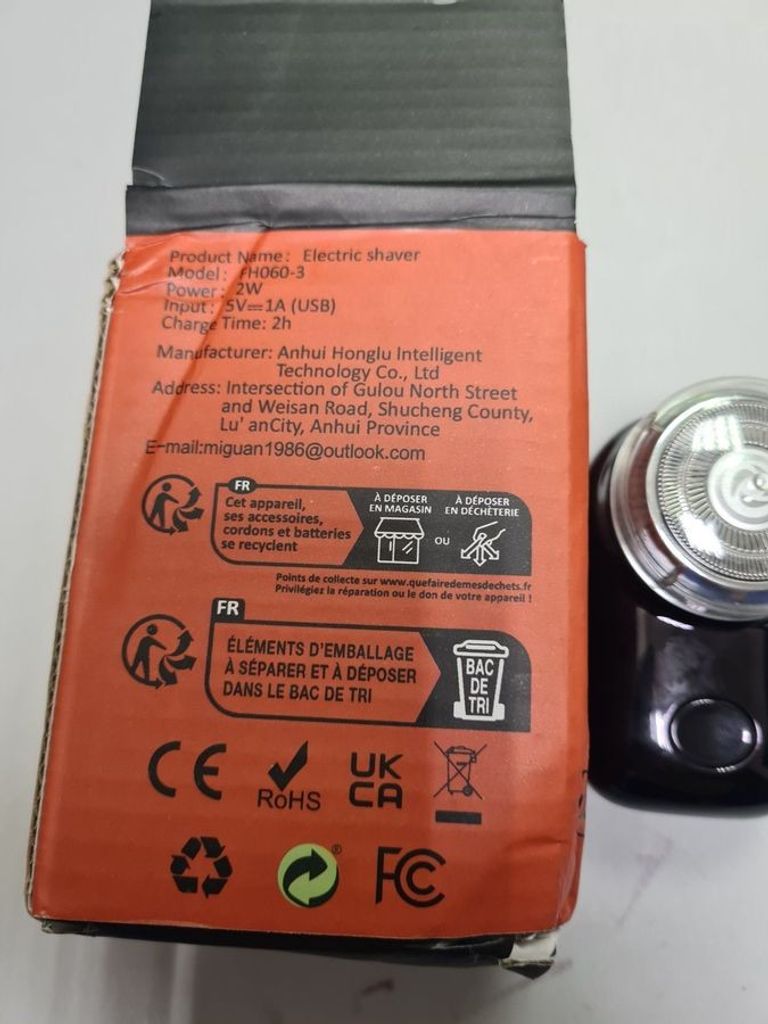 Product Name: Electric shaver
Model: FH060-3
Power: 2W
Input: 5V⎓1A (USB)
Charge Time: 2h
Manufacturer: Anhui Honglu Intelligent
Technology Co., Ltd
Address: Intersection of Gulou North Street
and Weisan Road, Shucheng County,
Lu' anCity, Anhui Province
E-mail:miguan1986@outlook.com
FR
Cet appareil,
ses accessoires,
cordons et batteries
se recyclent
À DÉPOSER
EN MAGASIN
OU
À DÉPOSER
EN DÉCHÈTERIE
Points de collecte sur www.quefairedemesdechets.fr
Privilégiez la réparation ou le don de votre appareil !
FR
ÉLÉMENTS D'EMBALLAGE
À SÉPARER ET À DÉPOSER
DANS LE BAC DE TRI
BAC
DE
TRI
CE
RoHS
UK
CA
®
FC